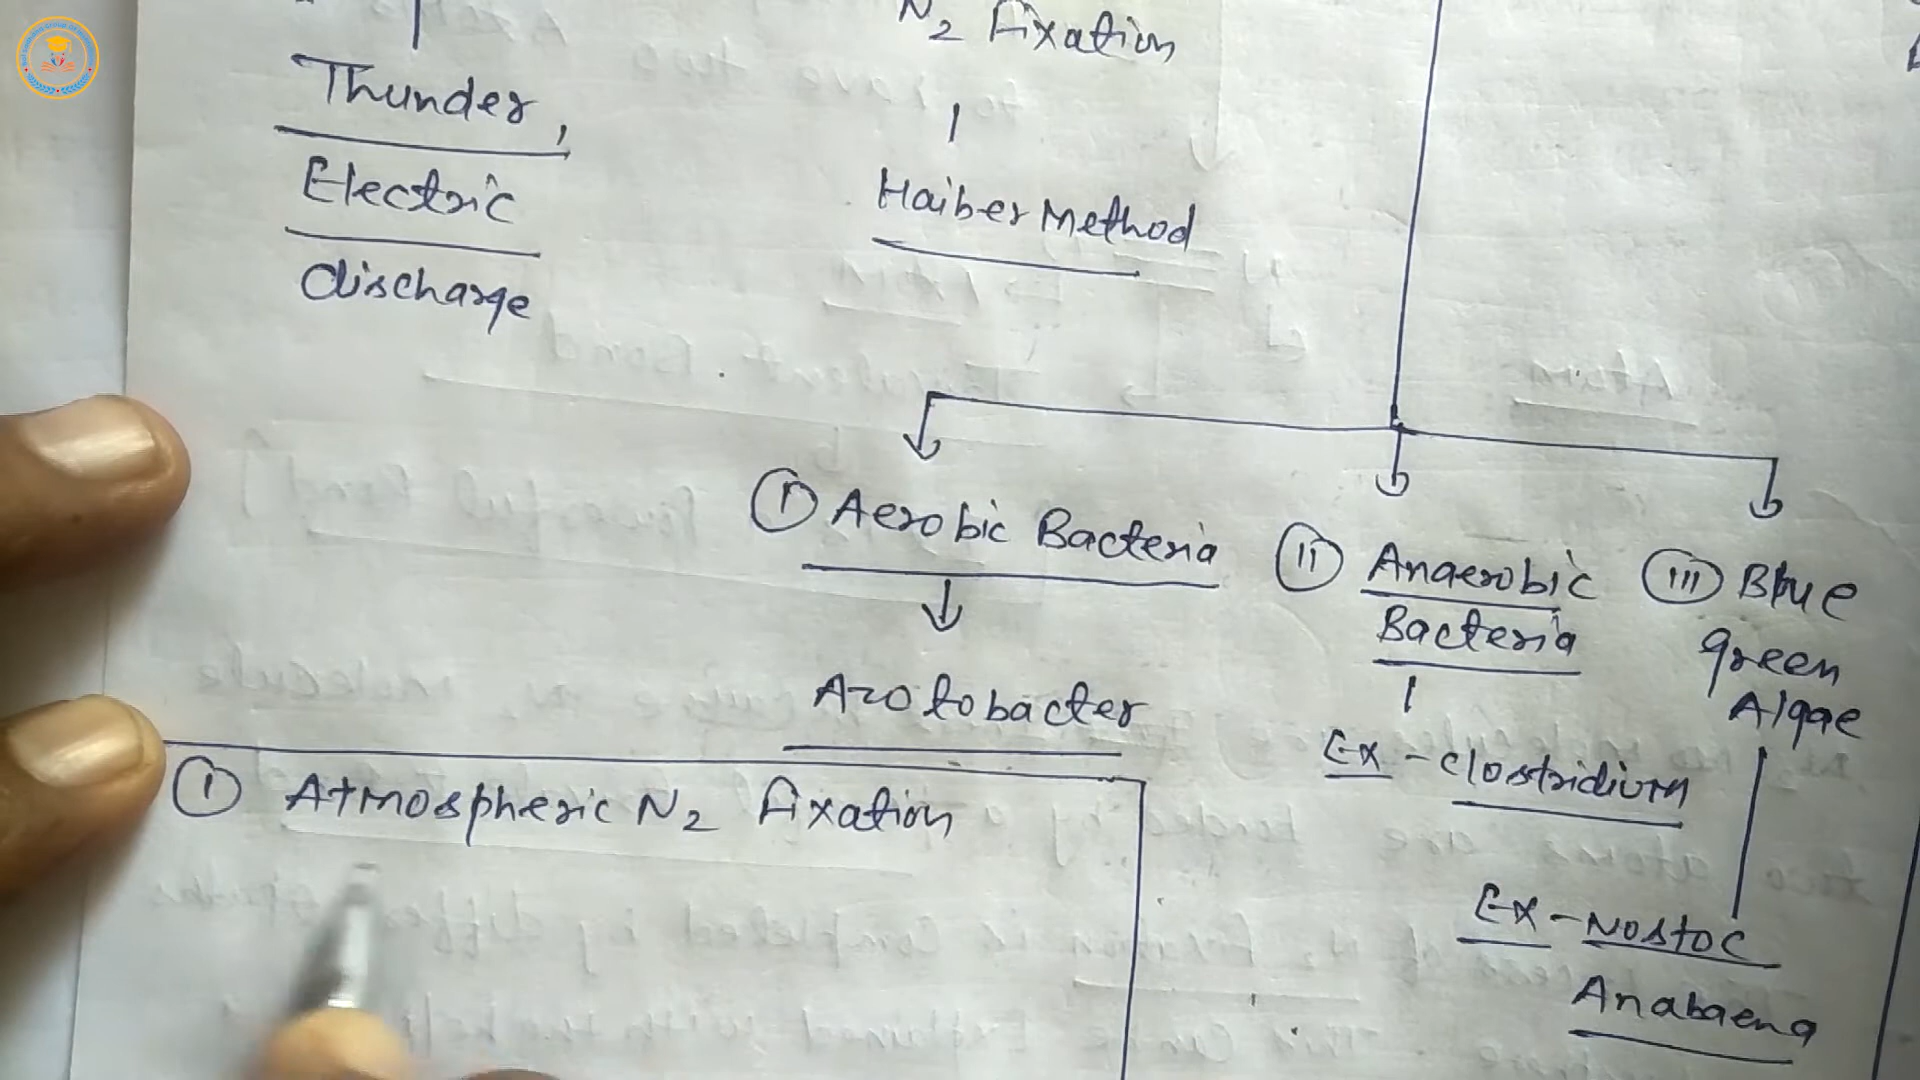 N2 Fixation
Thunder,
Electric
discharge
Haiber Method
I Aerobic Bacteria
Azotobacter
II Anaerobic
Bacteria
Ex - Clostridium
III Blue
green
Algae
Ex - Nostoc
Anabaena
I Atmospheric N2 Fixation